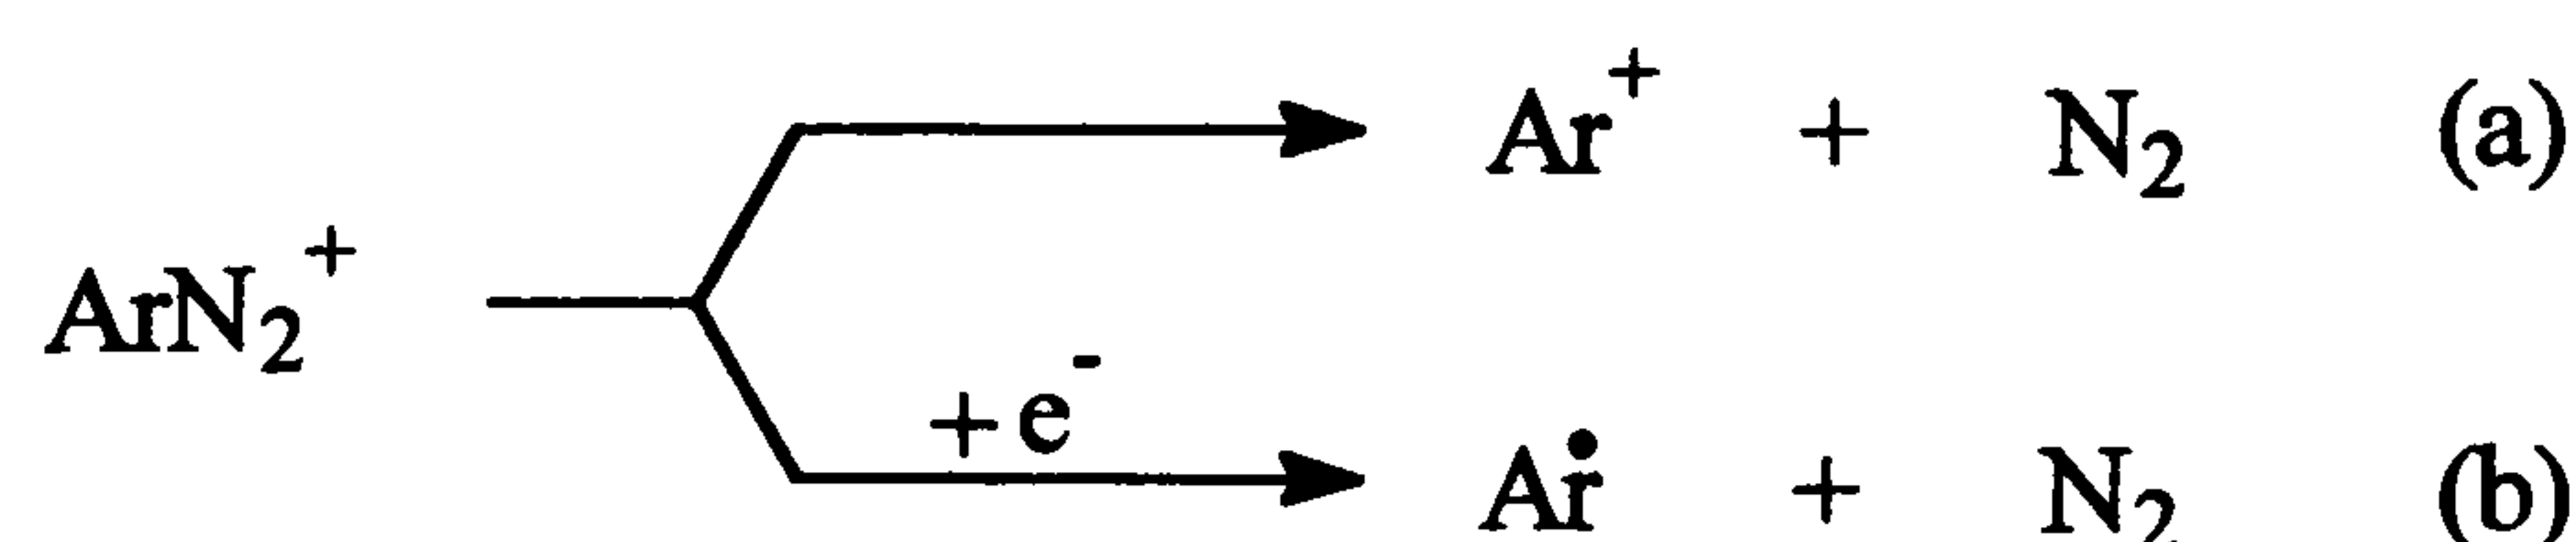 Ar⁺ + N₂ (a)
ArN₂⁺
+ e⁻
Ar• + N₂ (b)